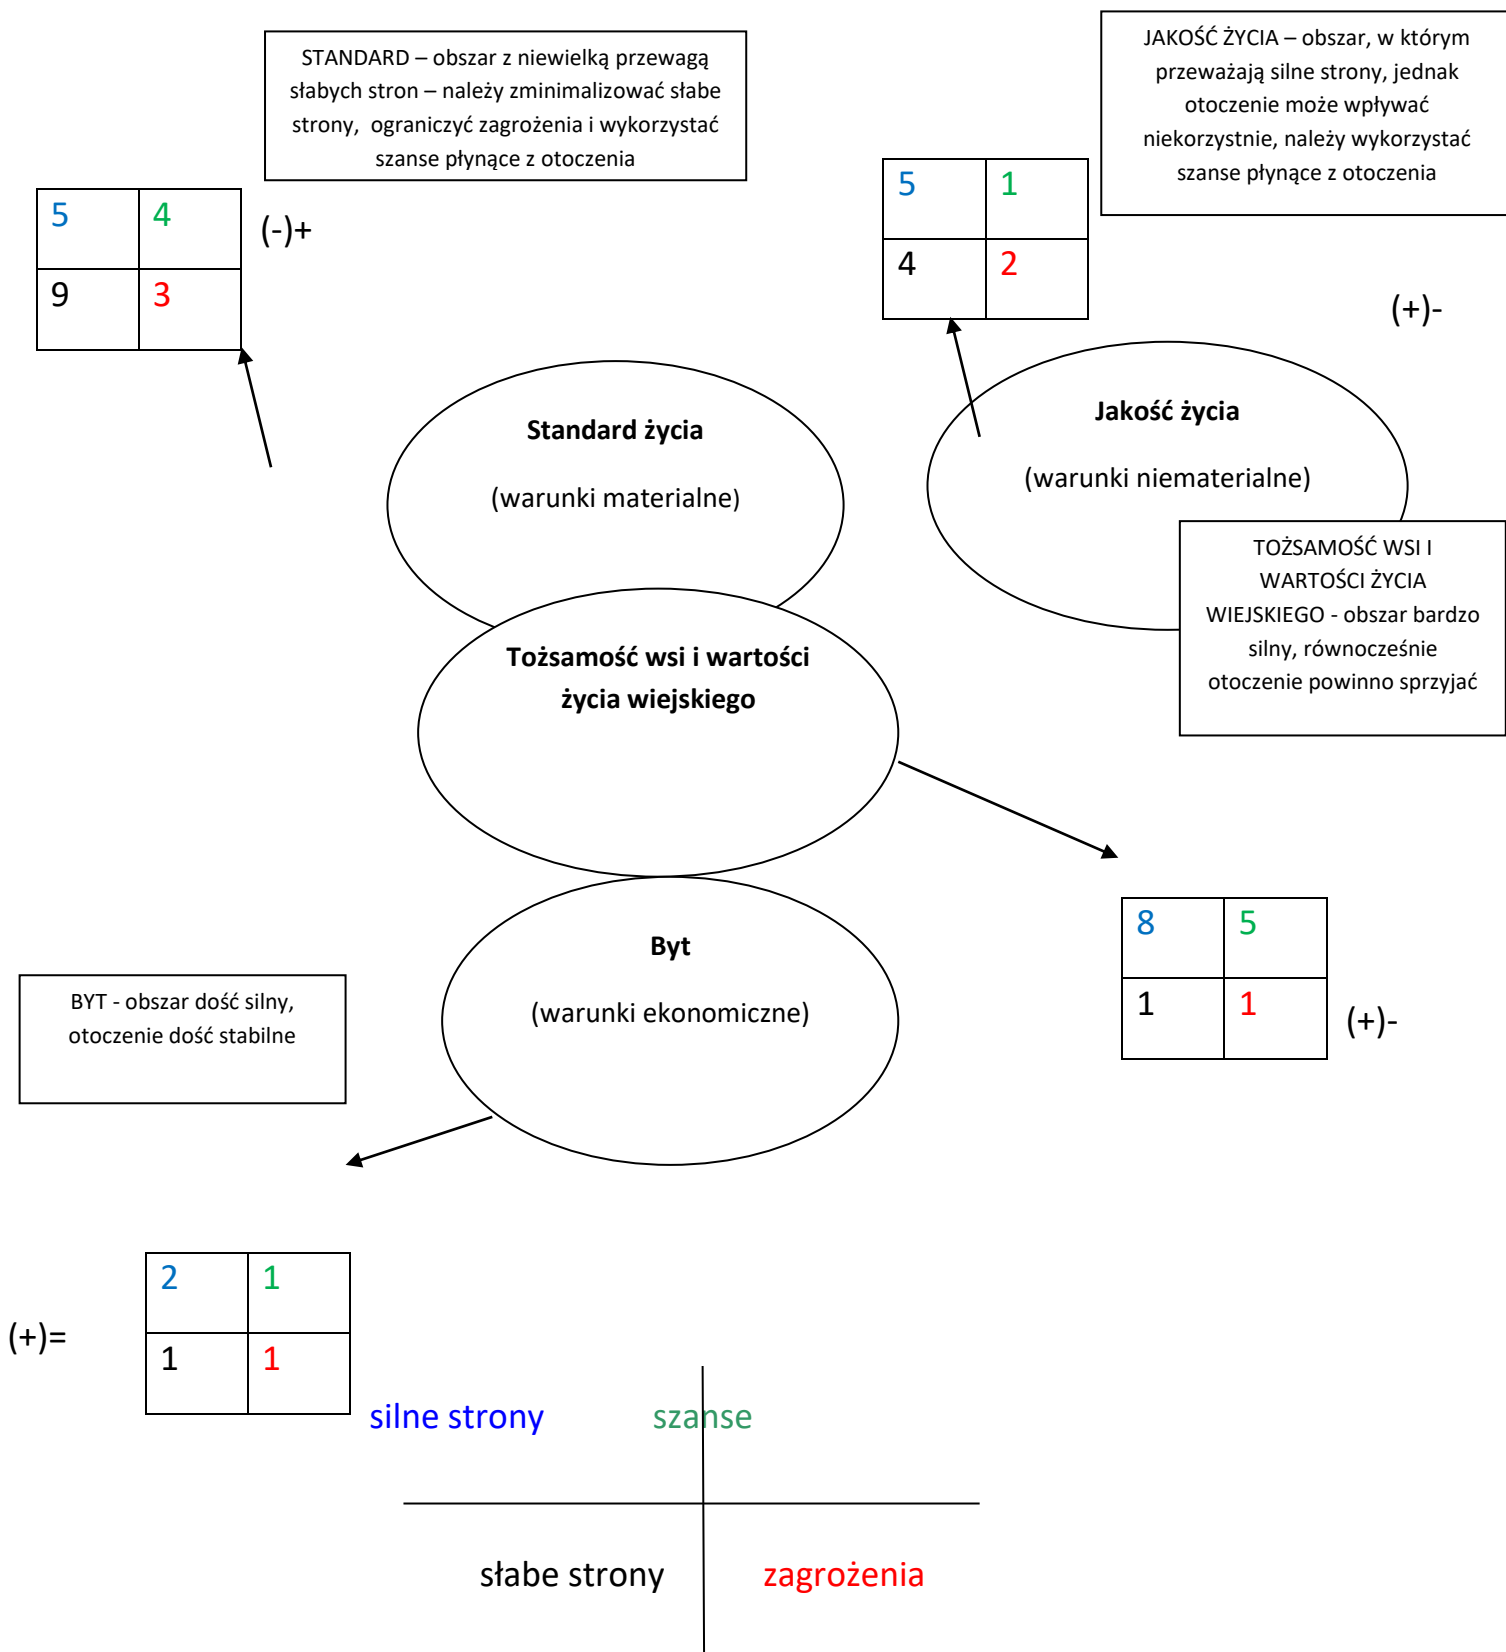 STANDARD – obszar z niewielką przewagą
słabych stron – należy zminimalizować słabe
strony, ograniczyć zagrożenia i wykorzystać
szanse płynące z otoczenia
JAKOŚĆ ŻYCIA – obszar, w którym
przeważają silne strony, jednak
otoczenie może wpływać
niekorzystnie, należy wykorzystać
szanse płynące z otoczenia
5 4
9 3
(-)+
5 1
4 2
(+)-
Standard życia
(warunki materialne)
Jakość życia
(warunki niematerialne)
TOŻSAMOŚĆ WSI I
WARTOŚCI ŻYCIA
WIEJSKIEGO - obszar bardzo
silny, równocześnie
otoczenie powinno sprzyjać
Tożsamość wsi i wartości
życia wiejskiego
8 5
1 1
(+)-
Byt
(warunki ekonomiczne)
BYT - obszar dość silny,
otoczenie dość stabilne
(+)=
2 1
1 1
silne strony szanse
słabe strony zagrożenia